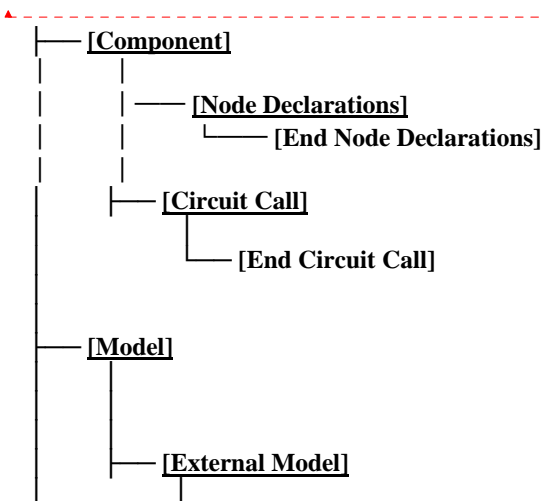 [Component]
[Node Declarations]
[End Node Declarations]
[Circuit Call]
[End Circuit Call]
[Model]
[External Model]